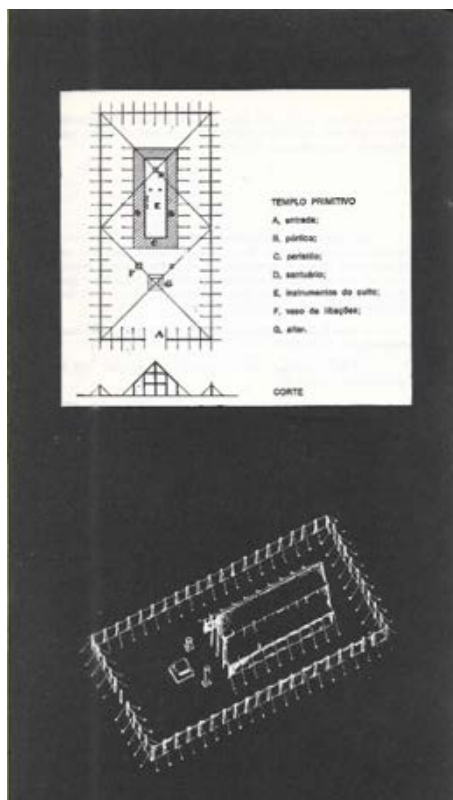 TEMPLO PRIMITIVO
A, entrada;
B, pórtico;
C, peristilo;
D, santuário;
E, instrumentos do culto;
F, vaso de libações;
G, altar.
E
C
F
G
A
CORTE